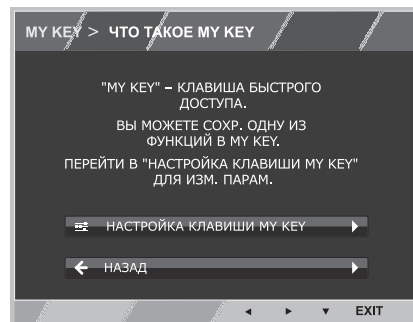 MY KEY > ЧТО ТАКОЕ MY KEY
"MY KEY" – КЛАВИША БЫСТРОГО
ДОСТУПА.
ВЫ МОЖЕТЕ СОХР. ОДНУ ИЗ
ФУНКЦИЙ В MY KEY.
ПЕРЕЙТИ В "НАСТРОЙКА КЛАВИШИ MY KEY"
ДЛЯ ИЗМ. ПАРАМ.
НАСТРОЙКА КЛАВИШИ MY KEY
НАЗАД
EXIT